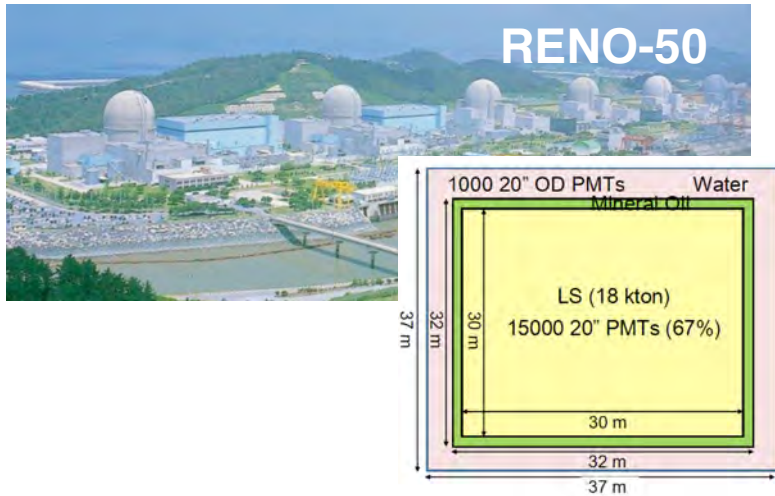 RENO-50
1000 20" OD PMTs Water
Mineral Oil
LS (18 kton)
15000 20" PMTs (67%)
37 m
32 m
30 m
30 m
32 m
37 m